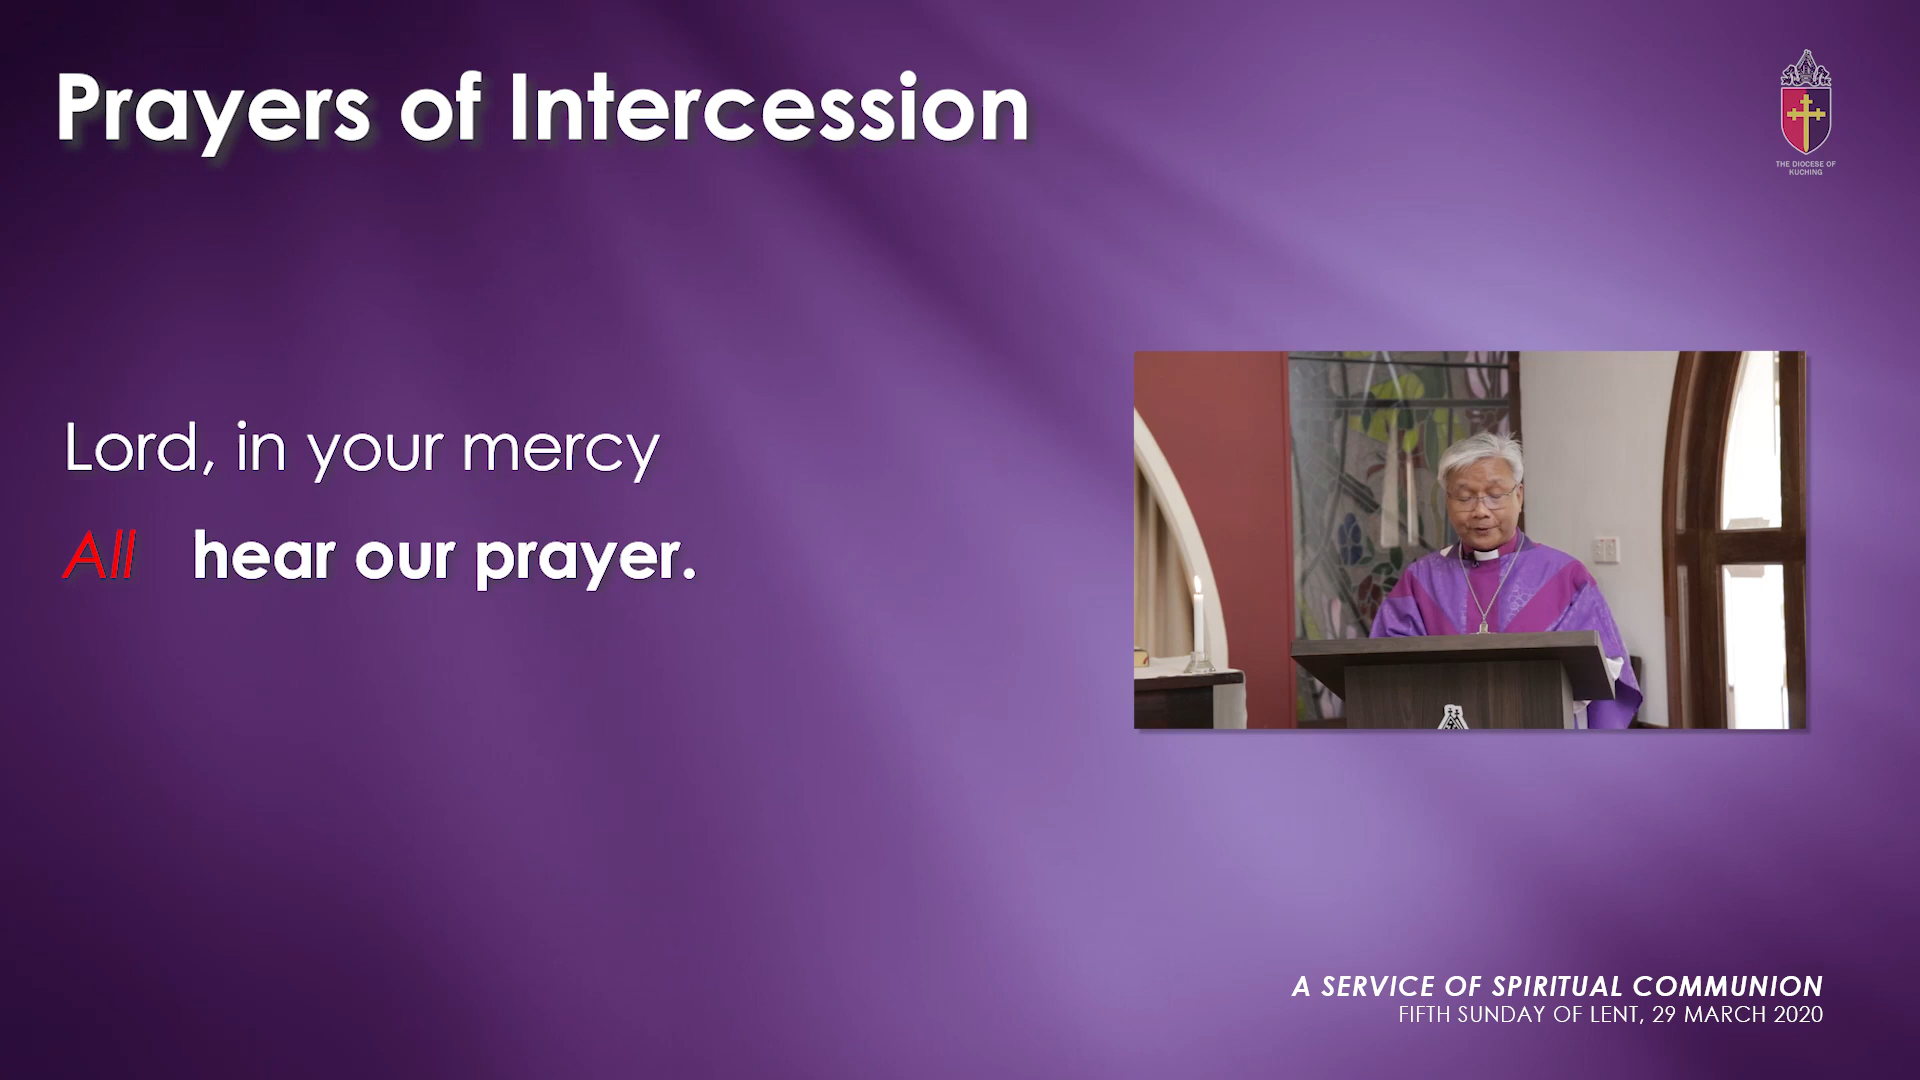 Prayers of Intercession
THE DIOCESE OF
KUCHING
Lord, in your mercy
All hear our prayer.
A SERVICE OF SPIRITUAL COMMUNION
FIFTH SUNDAY OF LENT, 29 MARCH 2020